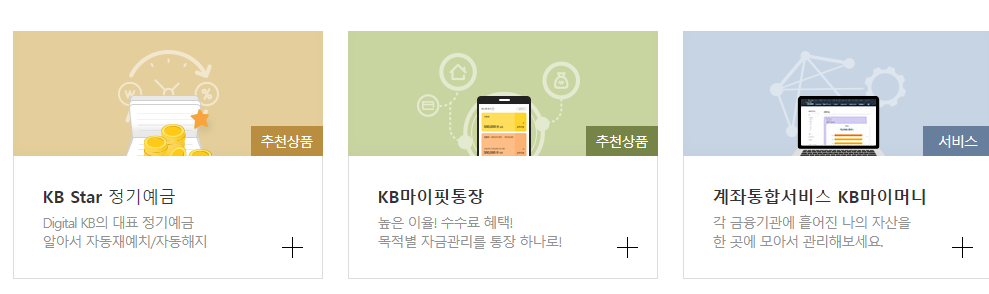 추천상품
KB Star 정기예금
Digital KB의 대표 정기예금
알아서 자동재예치/자동해지
추천상품
KB마이핏통장
높은 이율! 수수료 혜택!
목적별 자금관리를 통장 하나로!
서비스
계좌통합서비스 KB마이머니
각 금융기관에 흩어진 나의 자산을
한 곳에 모아서 관리해보세요.